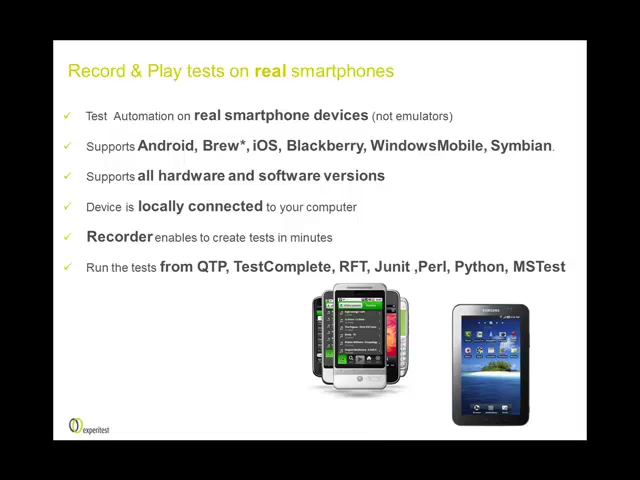 Record & Play tests on real smartphones
Test Automation on real smartphone devices (not emulators)
Supports Android, Brew*, iOS, Blackberry, WindowsMobile, Symbian.
Supports all hardware and software versions
Device is locally connected to your computer
Recorder enables to create tests in minutes
Run the tests from QTP, TestComplete, RFT, Junit ,Perl, Python, MSTest
SAMSUNG
experitest